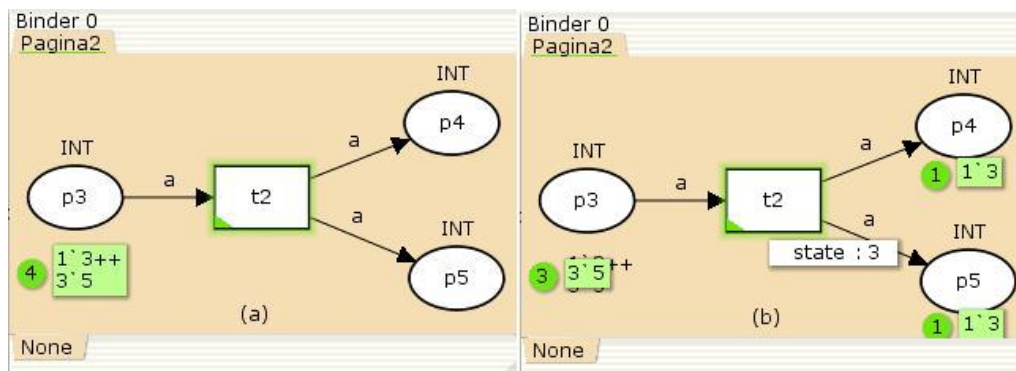 Binder 0
Pagina2
INT
p4
a
INT
p3
a
t2
a
INT
p5
4
1`3++
3`5
(a)
None
Binder 0
Pagina2
INT
p4
1
1`3
a
INT
p3
a
t2
a
state : 3
INT
p5
1
1`3
3
3`5
++
(b)
None